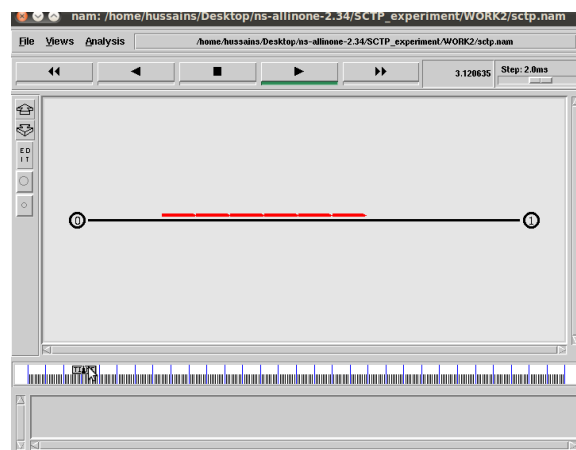 nam: /home/hussains/Desktop/ns-allinone-2.34/SCTP_experiment/WORK2/sctp.nam
File Views Analysis /home/hussains/Desktop/ns-allinone-2.34/SCTP_experiment/WORK2/sctp.nam
3.120635 Step: 2.0ms
E D
I T
0 1